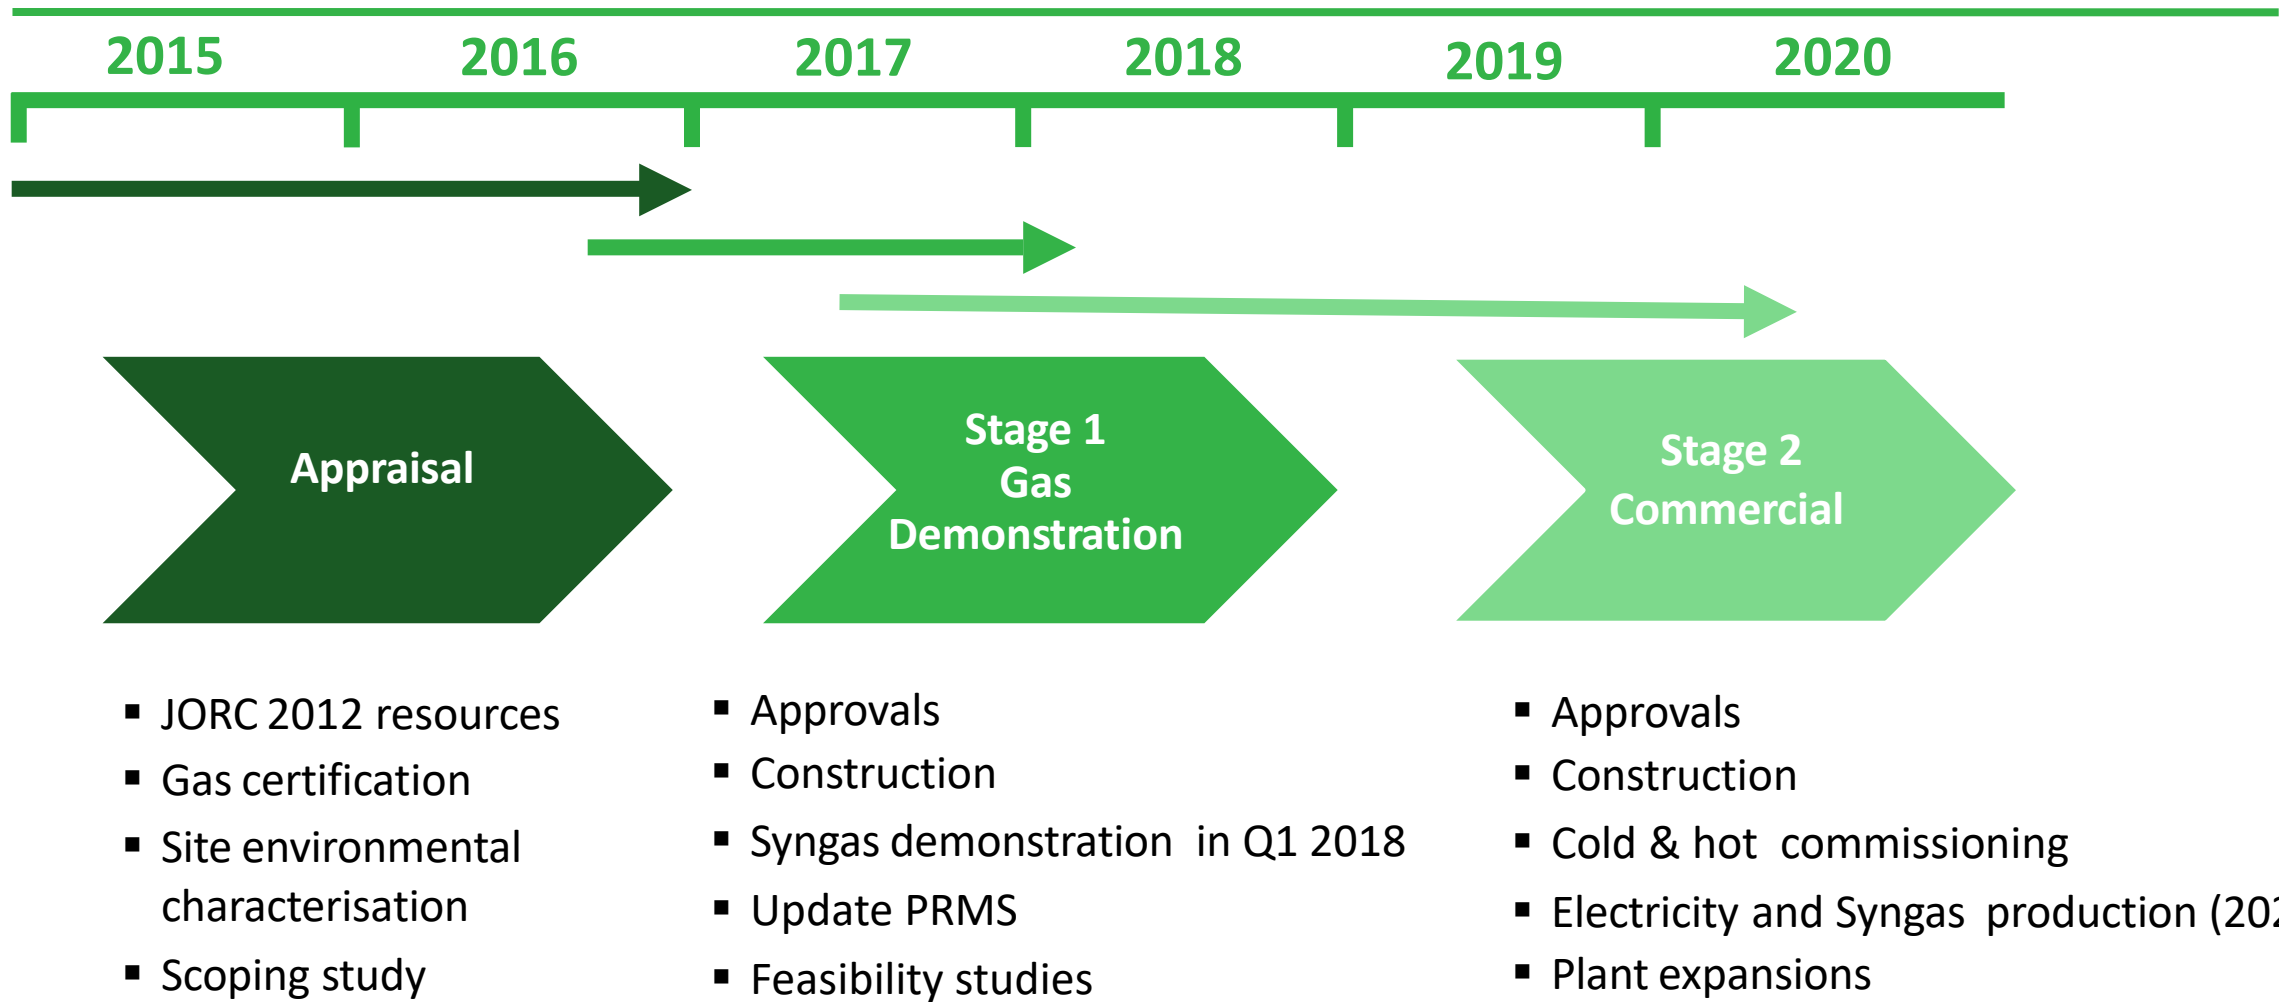 2015 2016 2017 2018 2019 2020
Appraisal
Stage 1
Gas
Demonstration
Stage 2
Commercial
▪ JORC 2012 resources
▪ Gas certification
▪ Site environmental
characterisation
▪ Scoping study
▪ Approvals
▪ Construction
▪ Syngas demonstration in Q1 2018
▪ Update PRMS
▪ Feasibility studies
▪ Approvals
▪ Construction
▪ Cold & hot commissioning
▪ Electricity and Syngas production
▪ Plant expansions